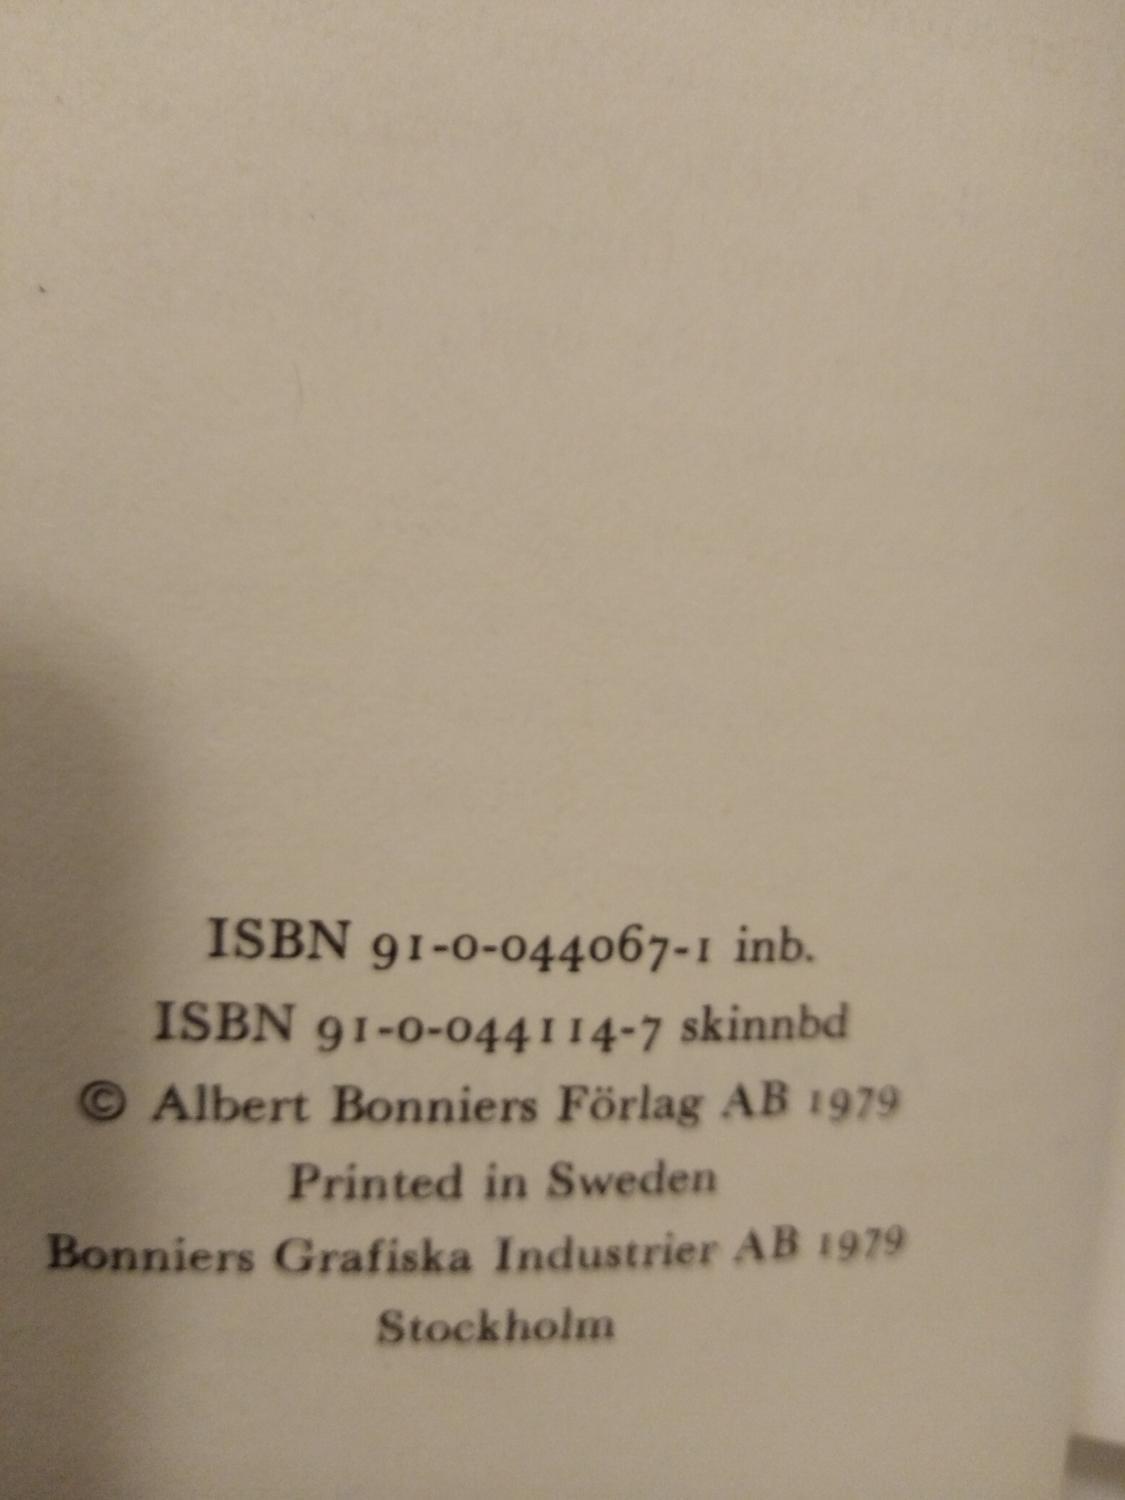 ISBN 91-0-044067-1 inb.
ISBN 91-0-044114-7 skinnbd
© Albert Bonniers Förlag AB 1979
Printed in Sweden
Bonniers Grafiska Industrier AB 1979
Stockholm